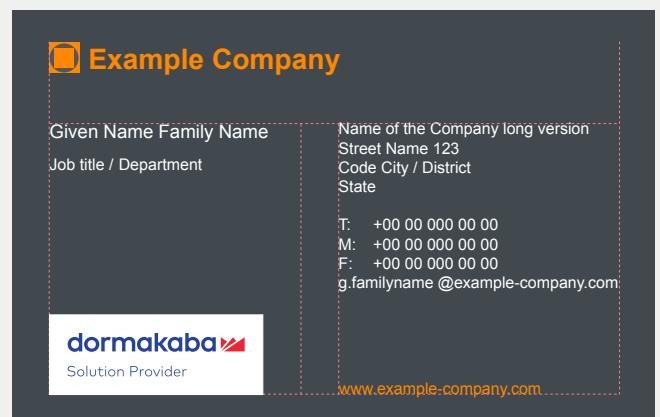 Example Company
Given Name Family Name
Job title / Department
Name of the Company long version
Street Name 123
Code City / District
State
T: +00 00 000 00 00
M: +00 00 000 00 00
F: +00 00 000 00 00
g.familyname @example-company.com
dormakaba
Solution Provider
www.example-company.com